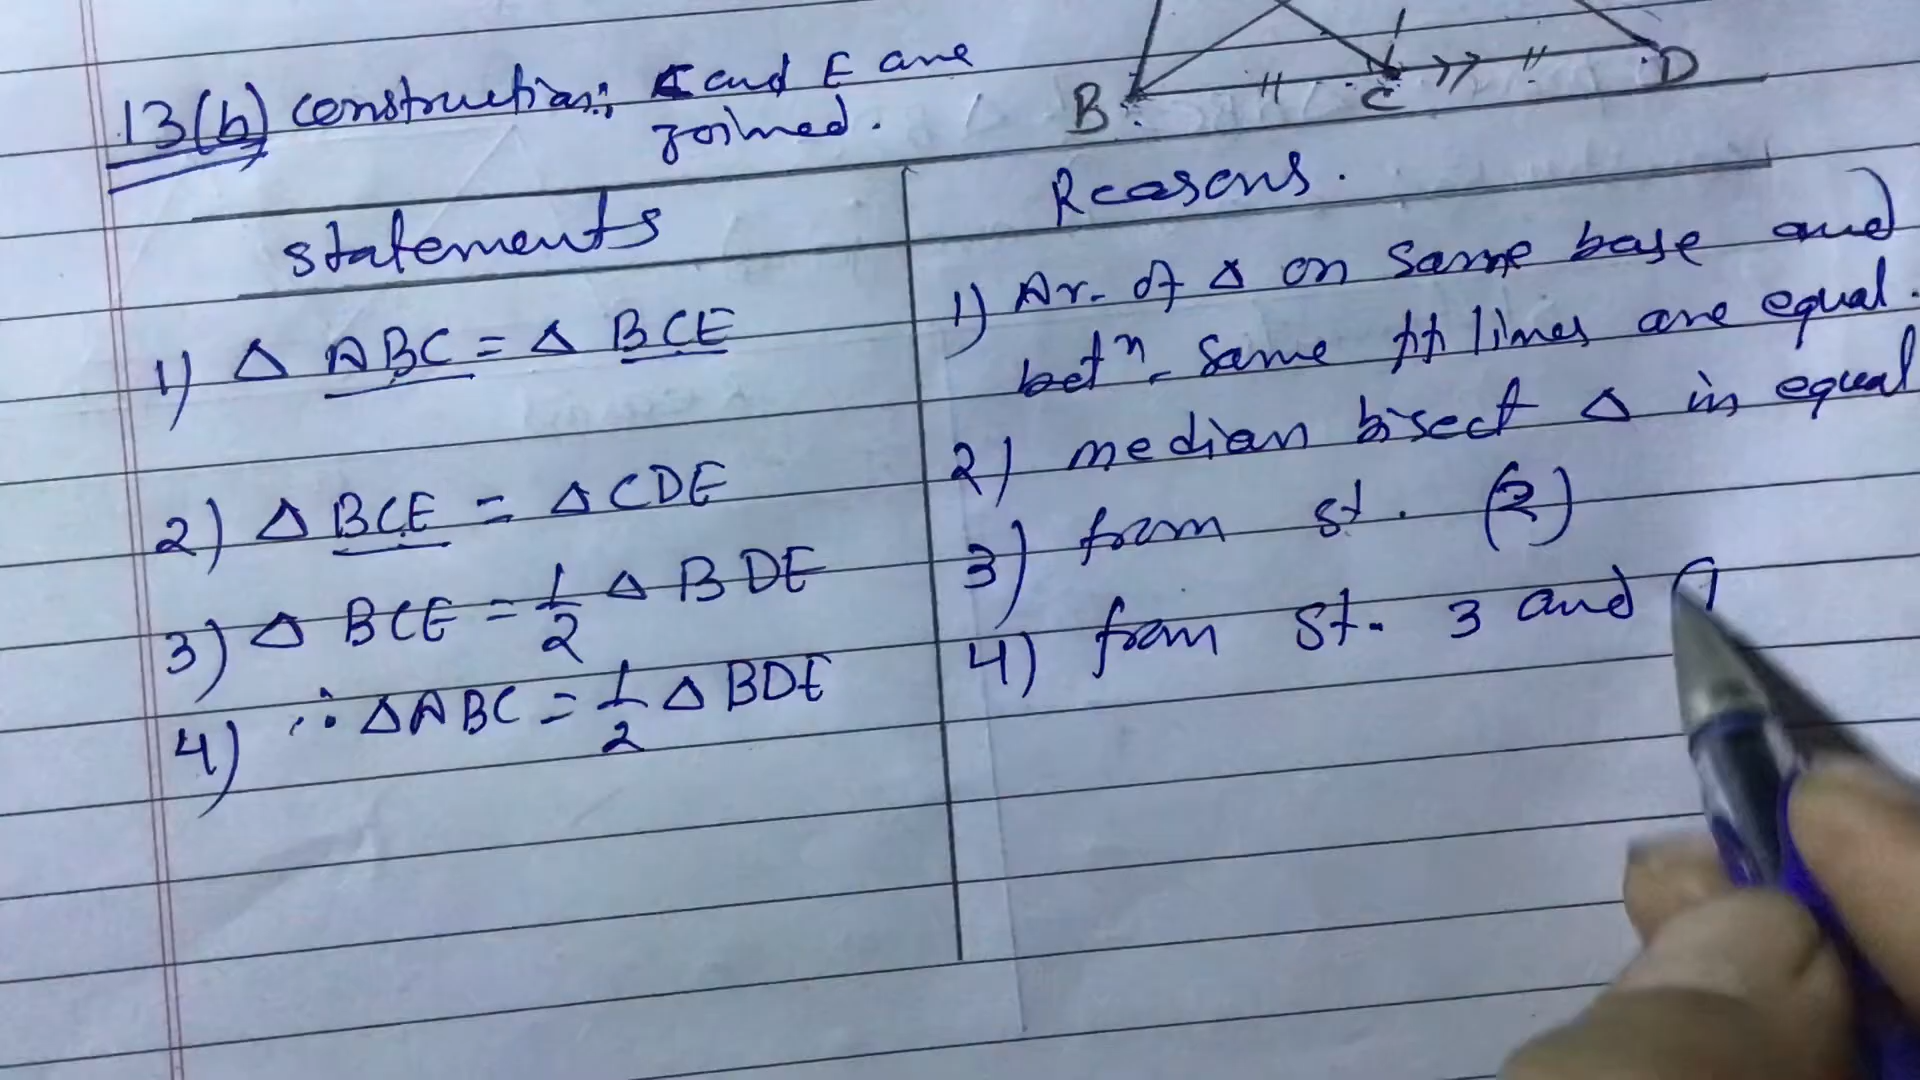 13(b) construction; C and E are
joined.
B
C
D
statements
Reasons.
1) Δ ABC = Δ BCE
1) Ar. of Δ on same base and
betⁿ. same // lines are equal.
2) Δ BCE = Δ CDE
2) median bisect Δ in equal
3) Δ BCE = 1/2 Δ BDE
3) from st. (2)
4) ∴ Δ ABC = 1/2 Δ BDE
4) from St. 3 and